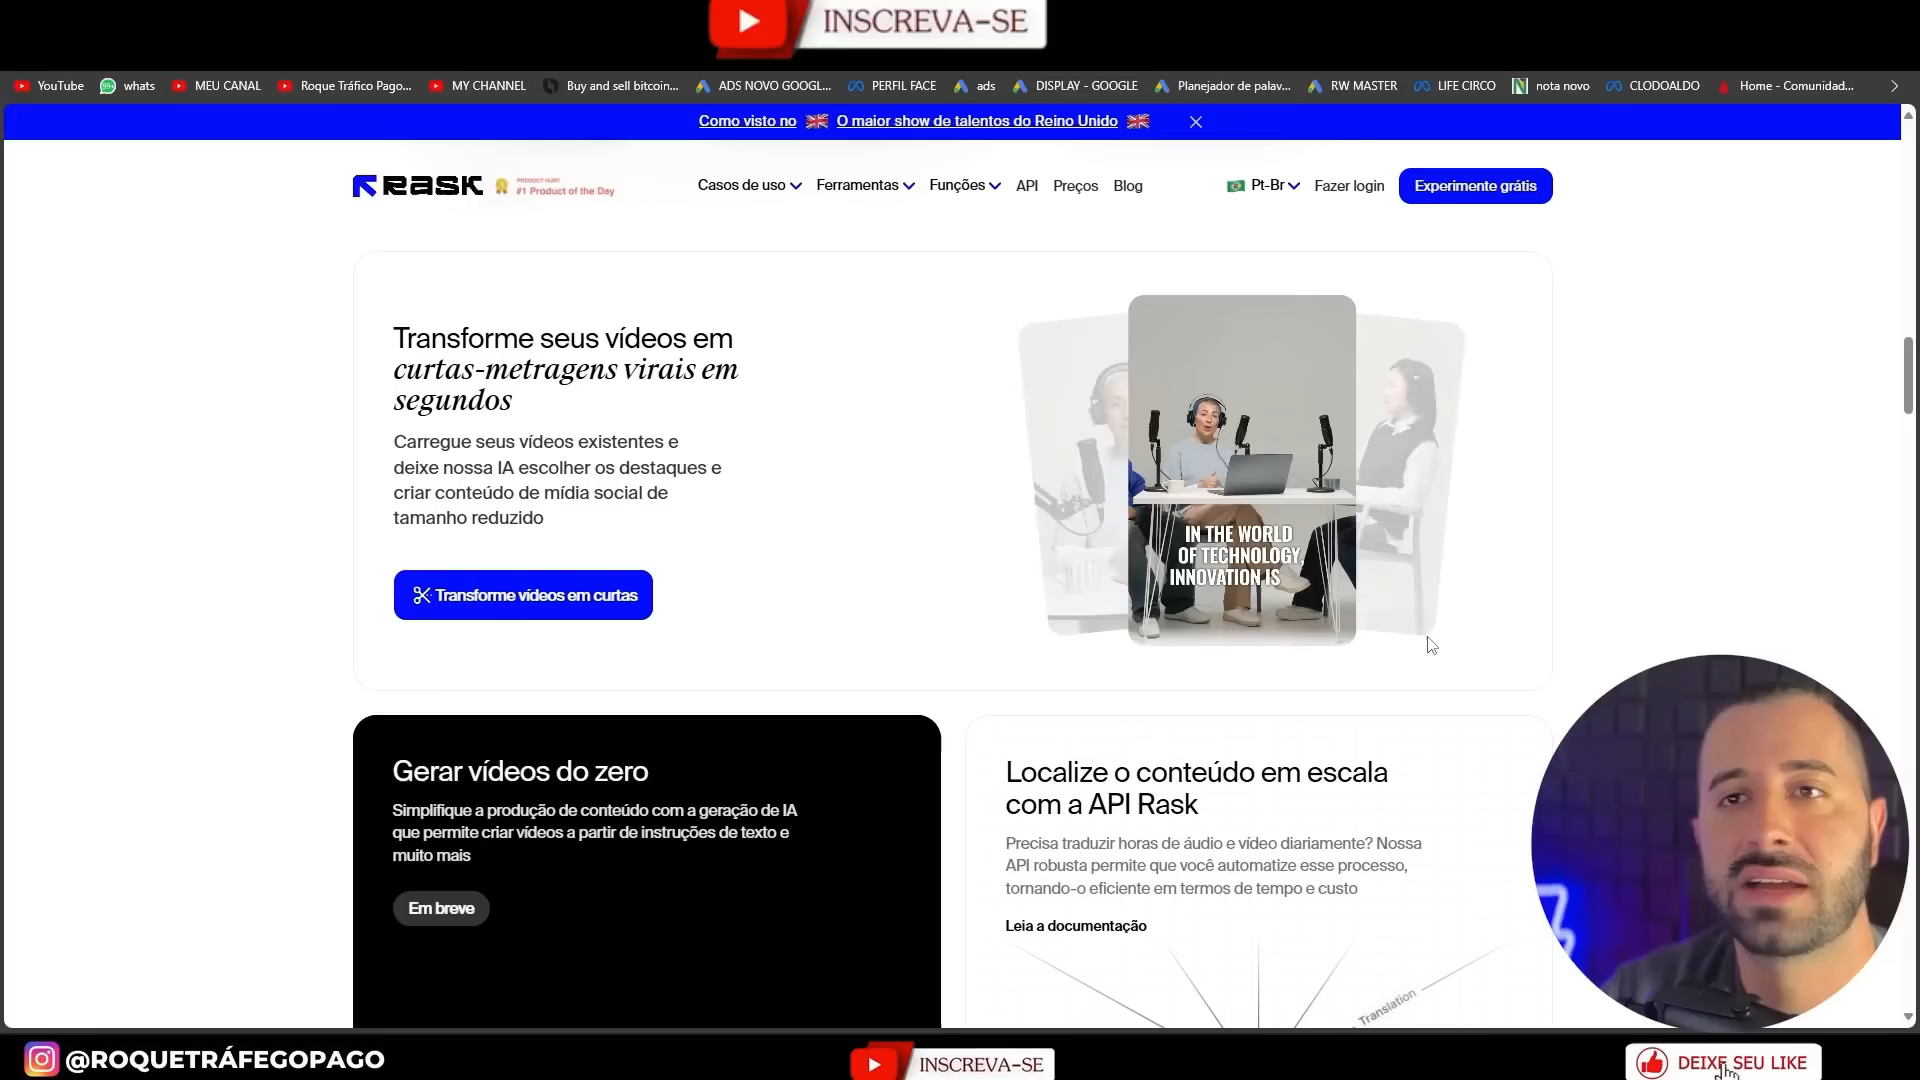 INSCREVA-SE
YouTube
whats
MEU CANAL
Roque Tráfico Pago...
MY CHANNEL
Buy and sell bitcoin...
ADS NOVO GOOGL...
PERFIL FACE
ads
DISPLAY - GOOGLE
Planejador de palav...
RW MASTER
LIFE CIRCO
nota novo
CLODOALDO
Home - Comunidad...
Como visto no
O maior show de talentos do Reino Unido
Rask
PRODUCT HUNT
#1 Product of the Day
Casos de uso
Ferramentas
Funções
API
Preços
Blog
Pt-Br
Fazer login
Experimente grátis
Transforme seus vídeos em
curtas-metragens virais em
segundos
Carregue seus vídeos existentes e
deixe nossa IA escolher os destaques e
criar conteúdo de mídia social de
tamanho reduzido
Transforme vídeos em curtas
IN THE WORLD
OF TECHNOLOGY,
INNOVATION IS
Gerar vídeos do zero
Simplifique a produção de conteúdo com a geração de IA
que permite criar vídeos a partir de instruções de texto e
muito mais
Em breve
Localize o conteúdo em escala
com a API Rask
Precisa traduzir horas de áudio e vídeo diariamente? Nossa
API robusta permite que você automatize esse processo,
tornando-o eficiente em termos de tempo e custo
Leia a documentação
Translation
@ROQUETRÁFEGOPAGO
INSCREVA-SE
DEIXE SEU LIKE